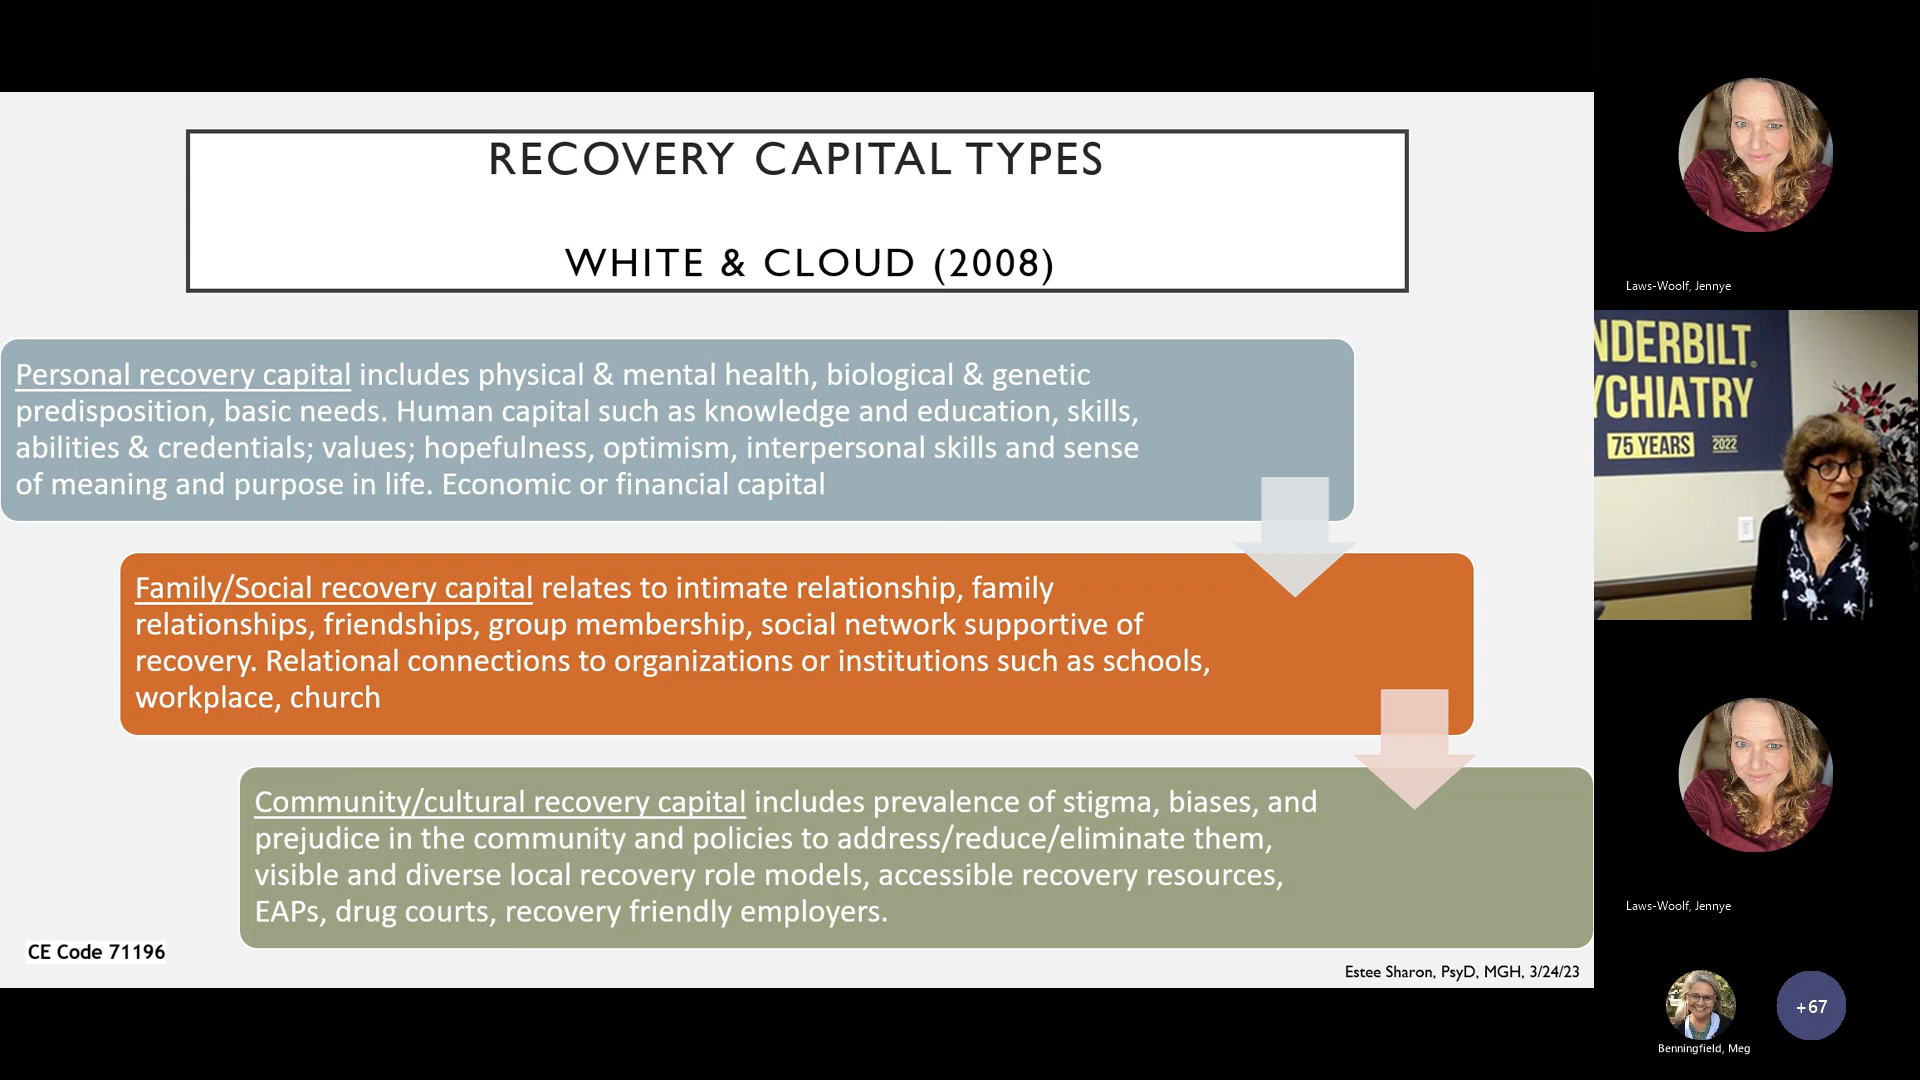 RECOVERY CAPITAL TYPES
WHITE & CLOUD (2008)
Personal recovery capital includes physical & mental health, biological & genetic
predisposition, basic needs. Human capital such as knowledge and education, skills,
abilities & credentials; values; hopefulness, optimism, interpersonal skills and sense
of meaning and purpose in life. Economic or financial capital
Family/Social recovery capital relates to intimate relationship, family
relationships, friendships, group membership, social network supportive of
recovery. Relational connections to organizations or institutions such as schools,
workplace, church
Community/cultural recovery capital includes prevalence of stigma, biases, and
prejudice in the community and policies to address/reduce/eliminate them,
visible and diverse local recovery role models, accessible recovery resources,
EAPs, drug courts, recovery friendly employers.
CE Code 71196
Estee Sharon, PsyD, MGH, 3/24/23
Laws-Woolf, Jennye
NDERBILT
YCHIATRY
75 YEARS 2022
Laws-Woolf, Jennye
Benningfield, Meg
+67